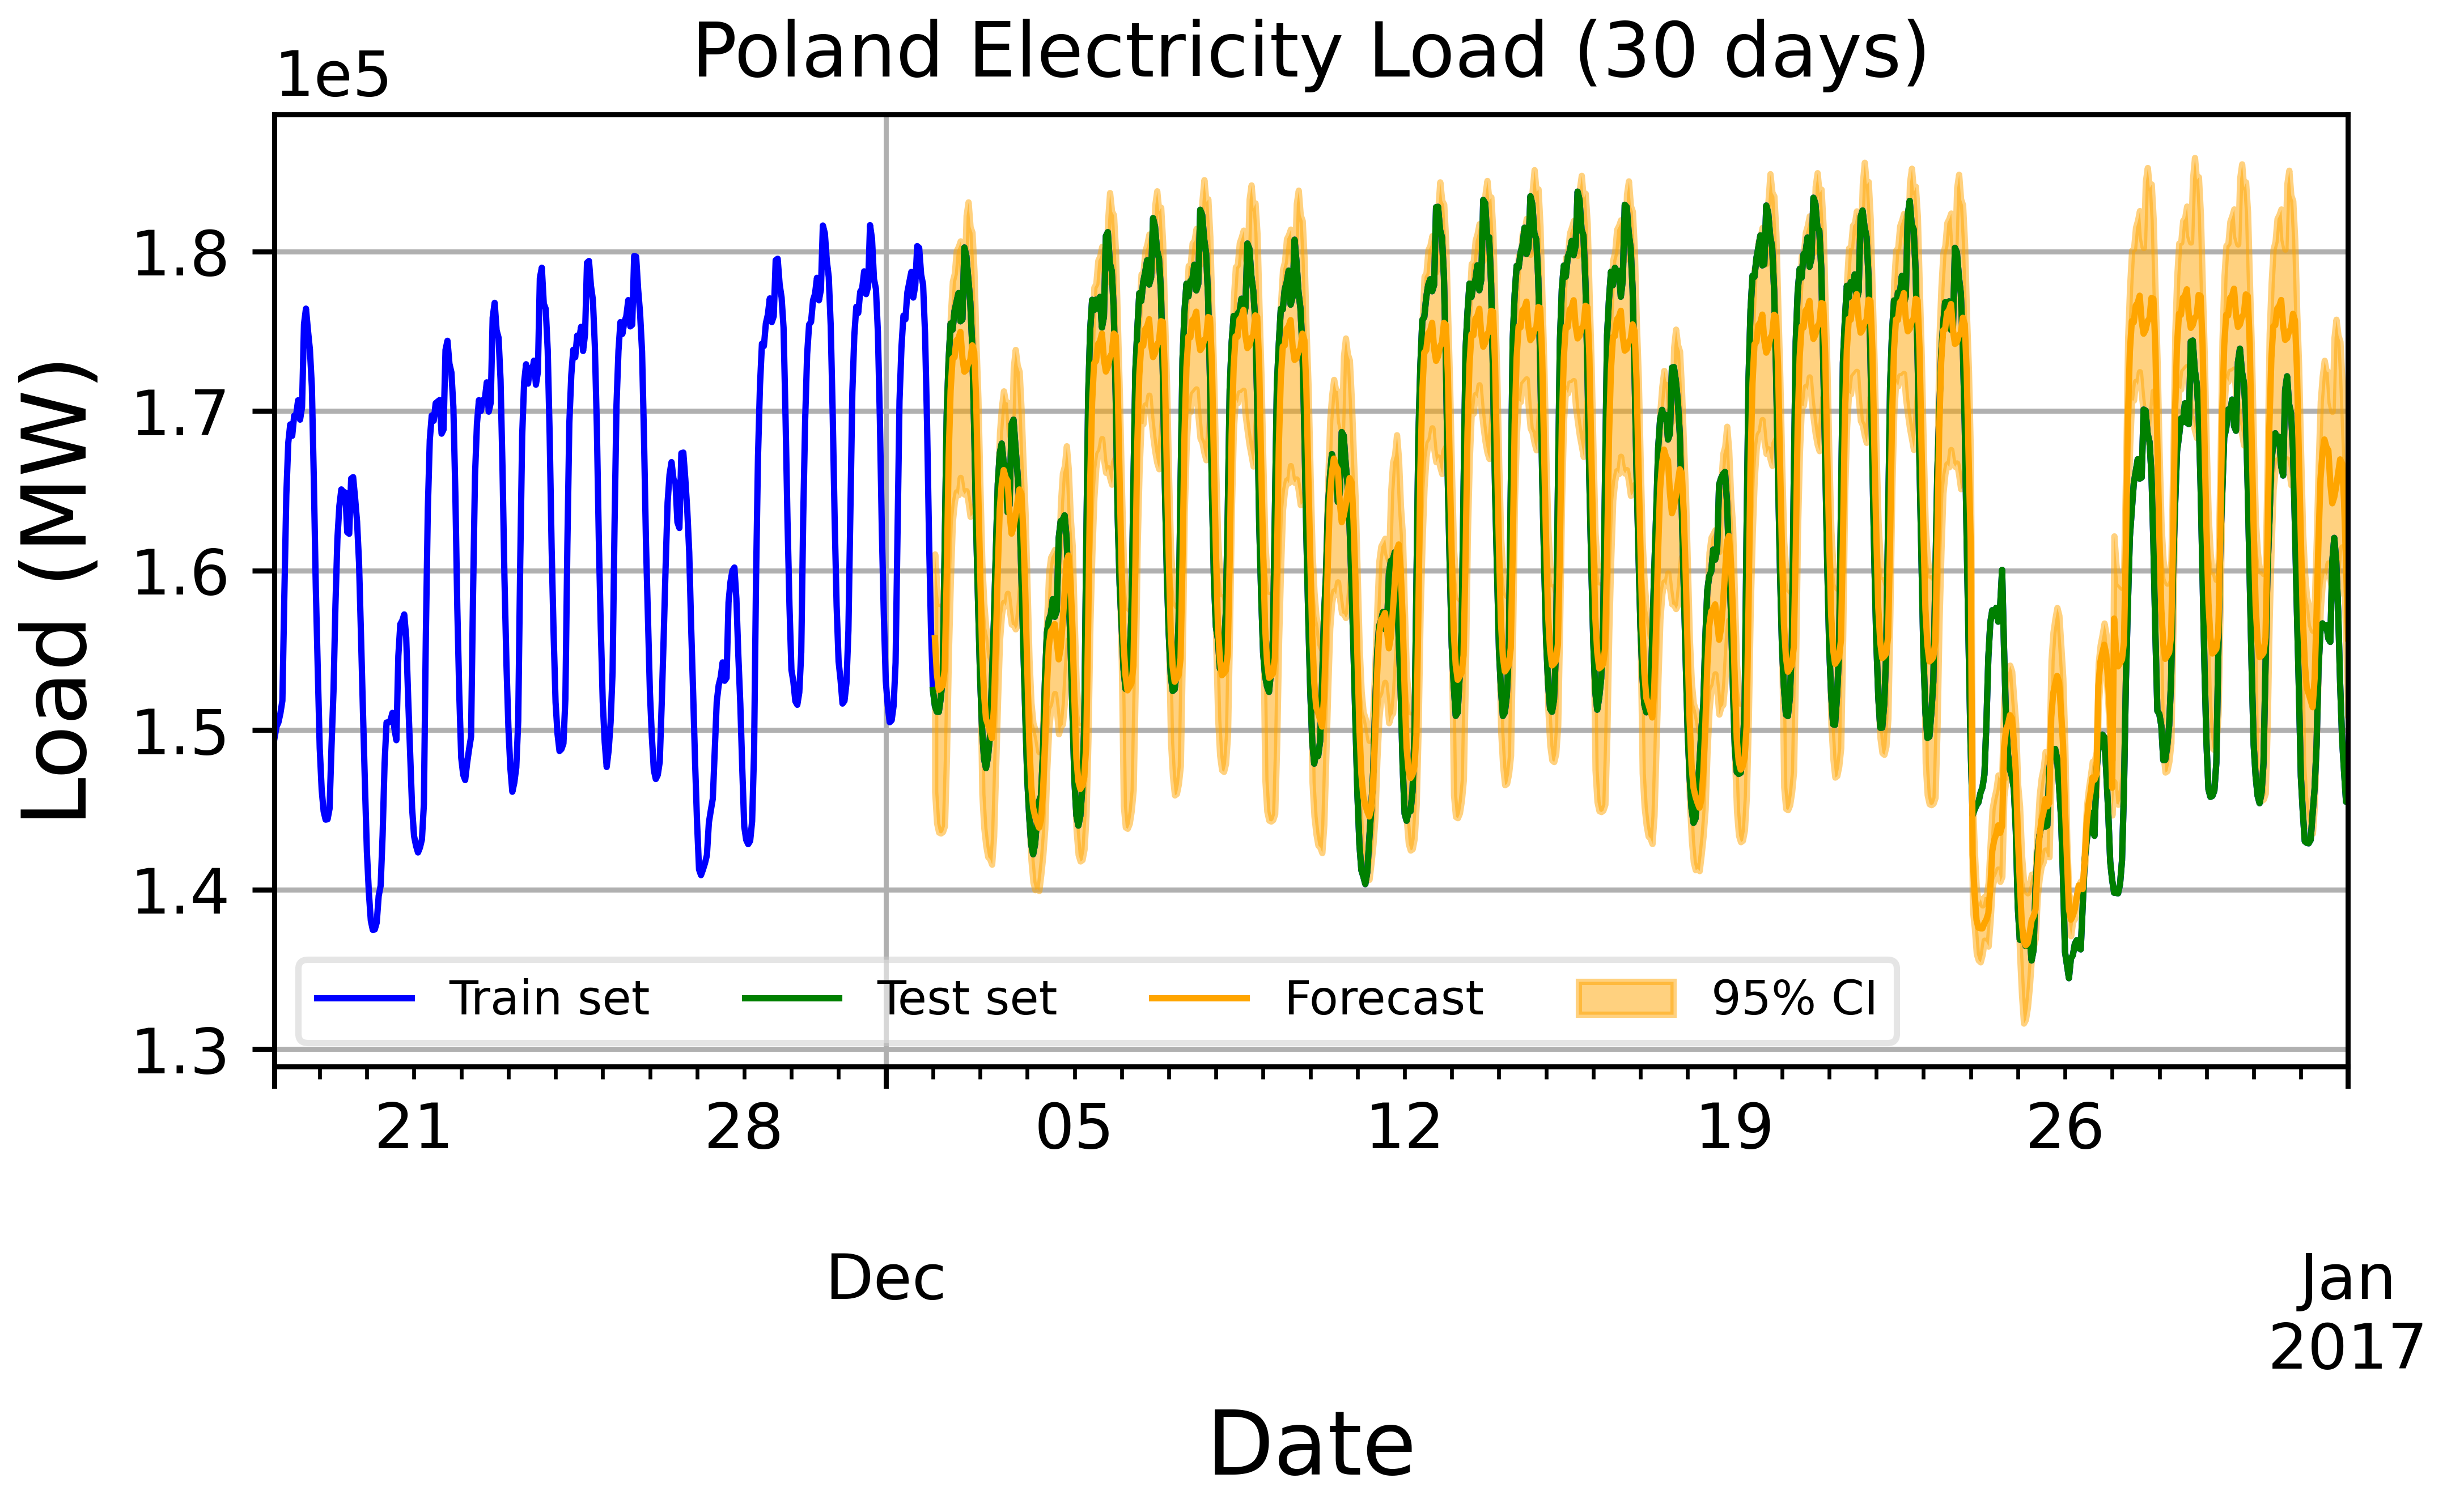 Poland Electricity Load (30 days)
1e5
Load (MW)
1.8
1.7
1.6
1.5
1.4
1.3
Train set
Test set
Forecast
95% CI
21
28
05
12
19
26
Dec
Jan
2017
Date